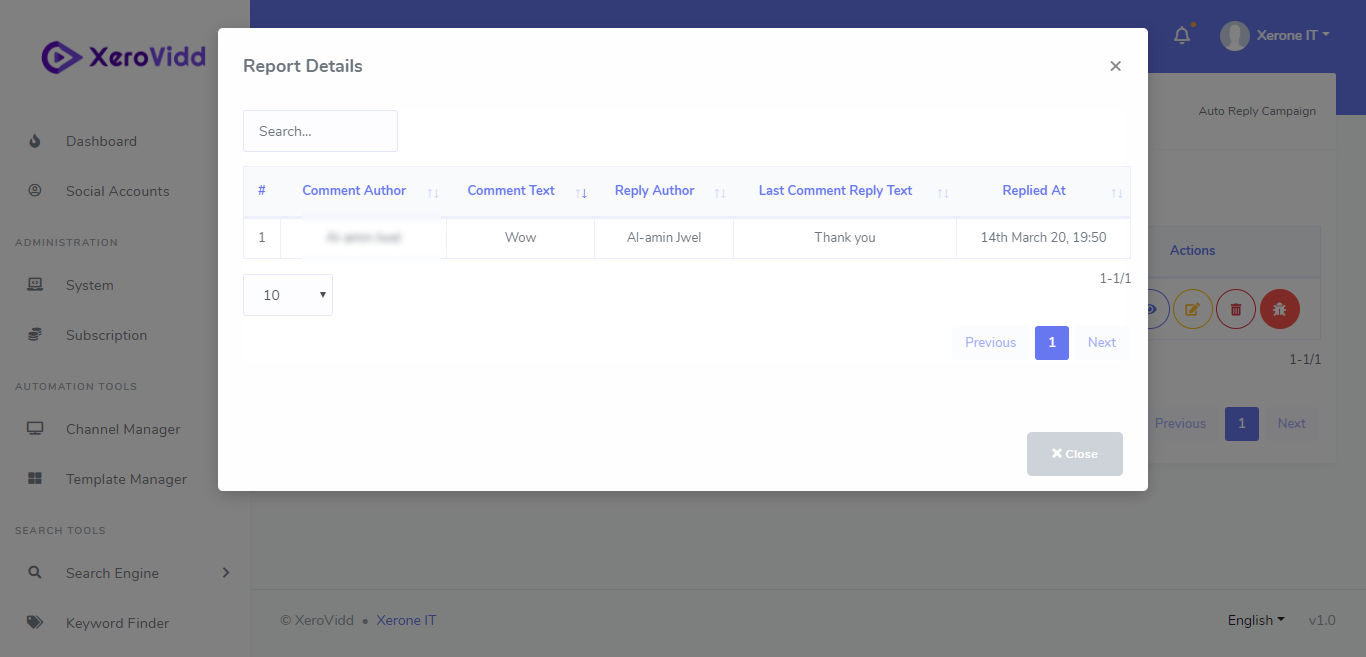 XeroVidd
Xerone IT
Report Details
×
Auto Reply Campaign
Search...
Dashboard
Social Accounts
# Comment Author Comment Text Reply Author Last Comment Reply Text Replied At
1 Wow Al-amin Jwel Thank you 14th March 20, 19:50
ADMINISTRATION
System
Subscription
10
1-1/1
Previous 1 Next
Actions
1-1/1
Previous 1 Next
AUTOMATION TOOLS
Channel Manager
Template Manager
Close
SEARCH TOOLS
Search Engine
Keyword Finder
© XeroVidd • Xerone IT
English v1.0